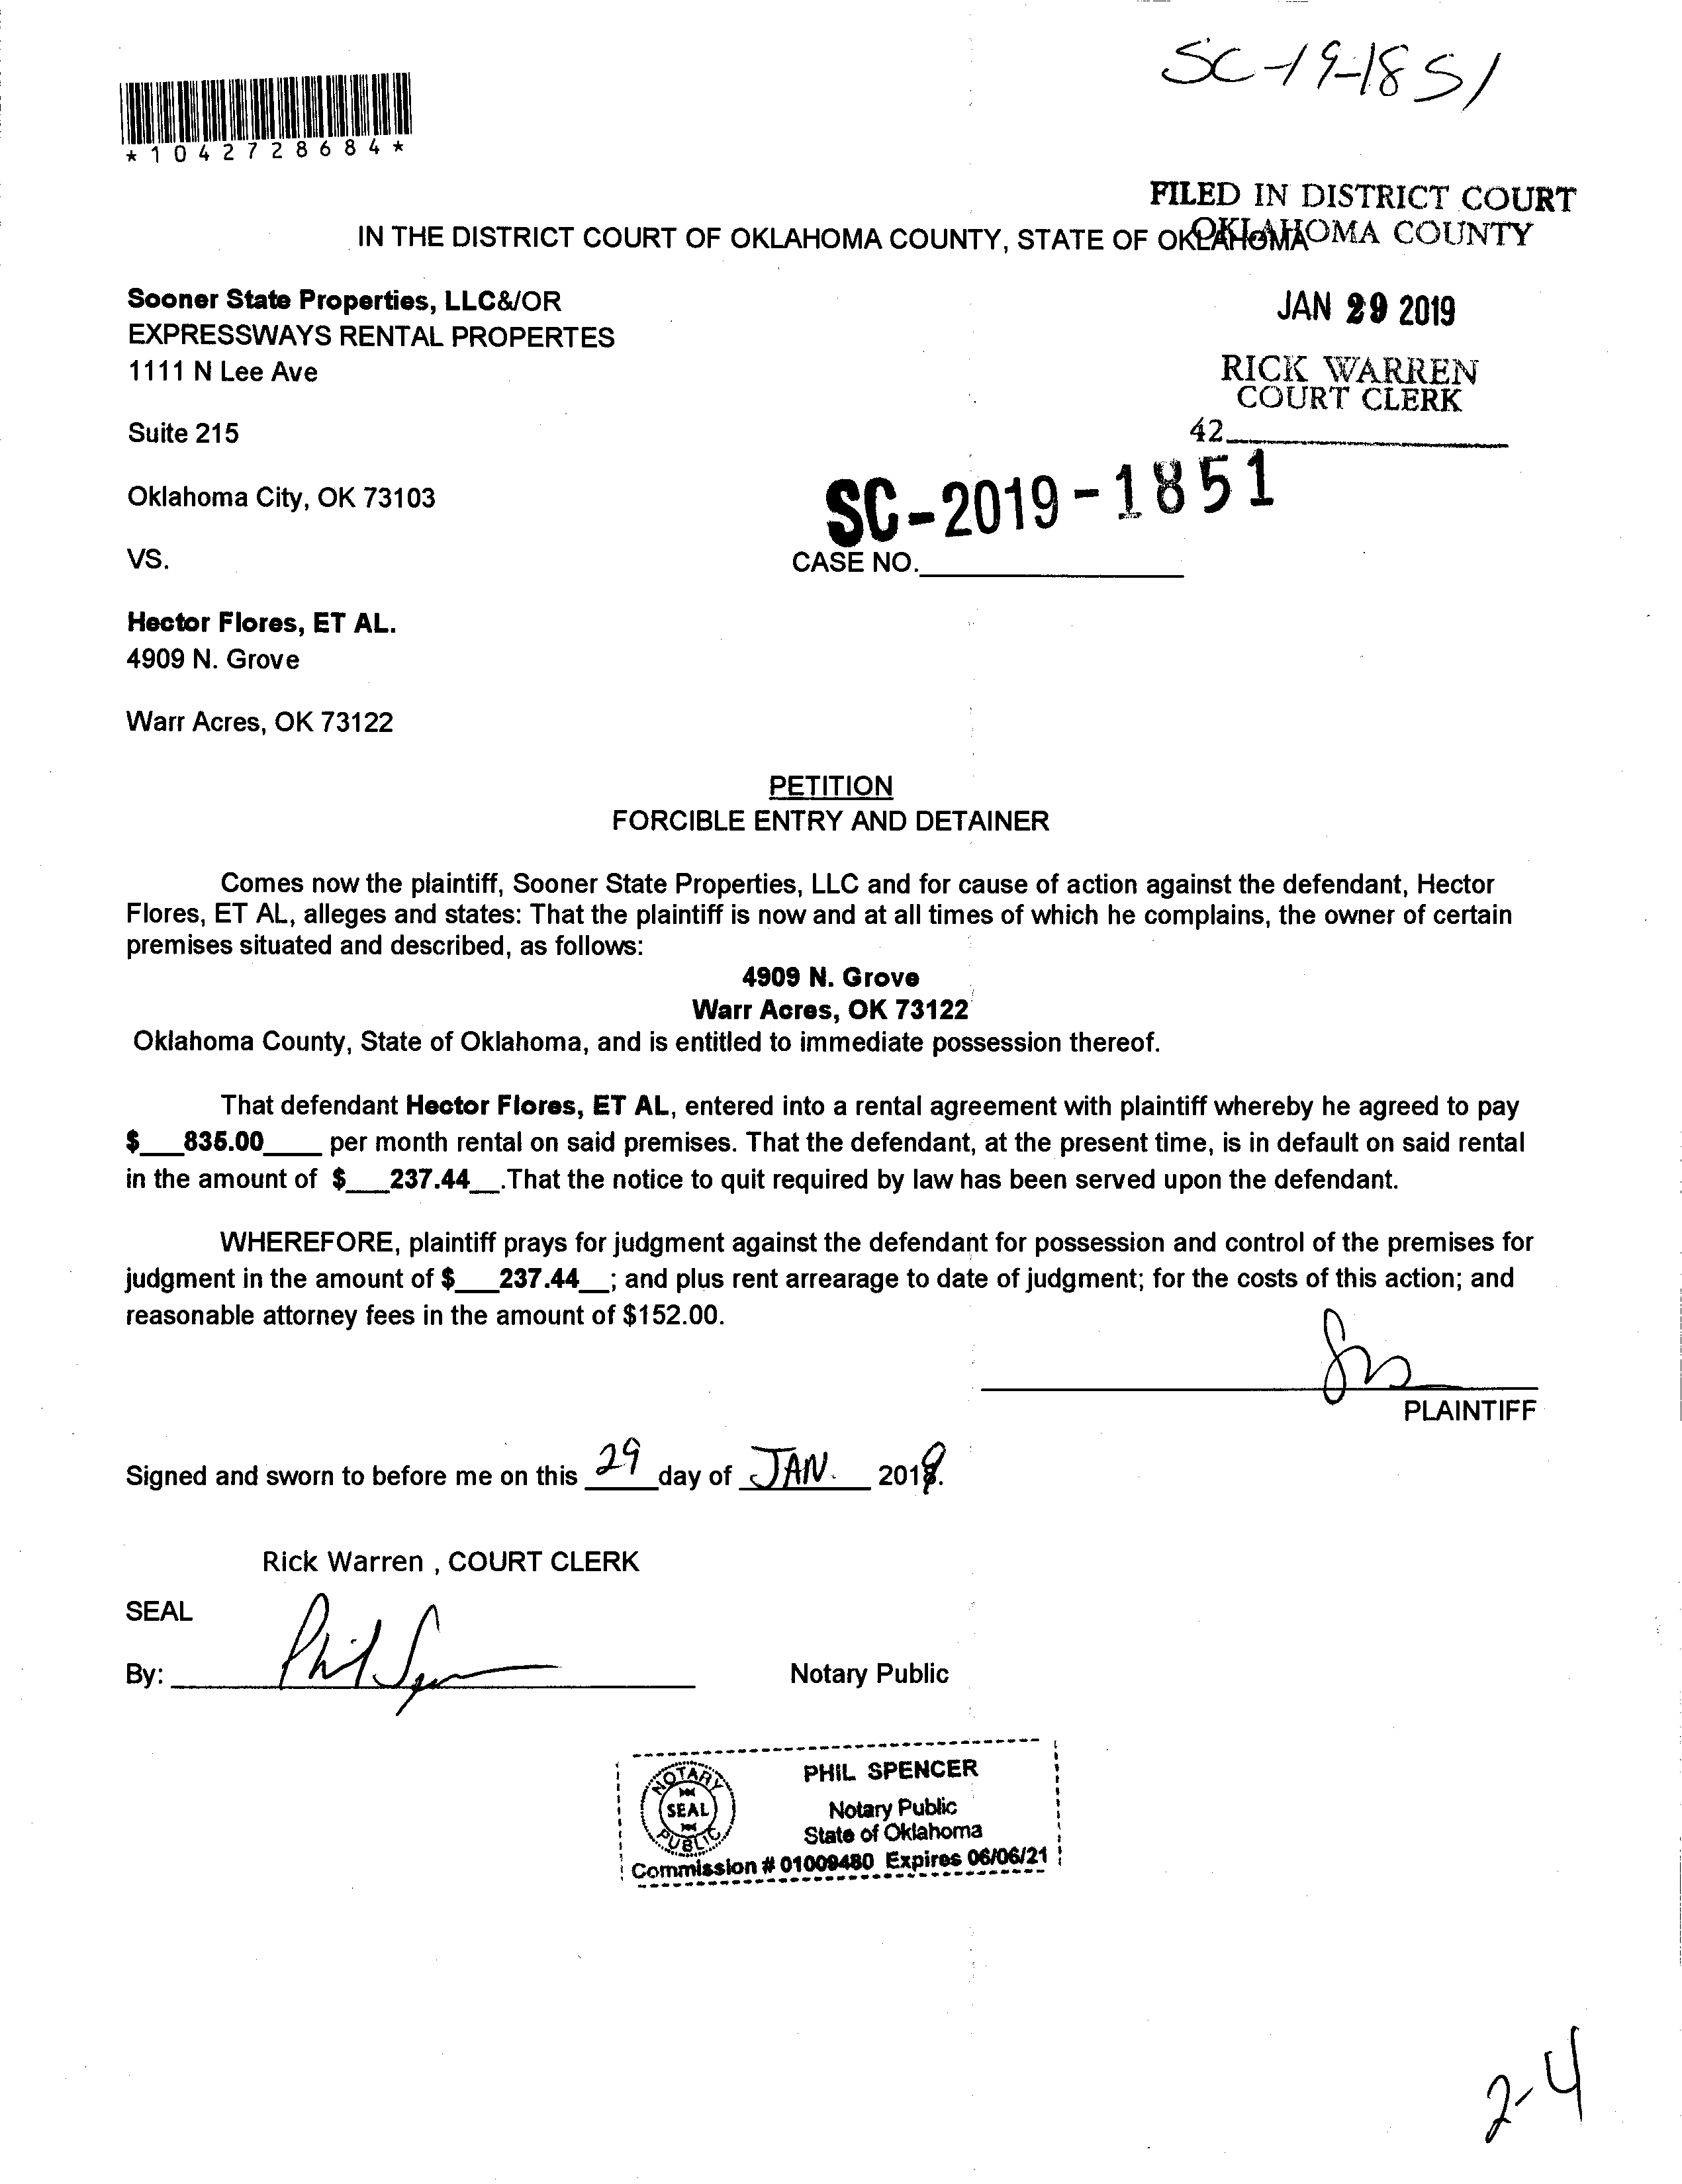 SC-19-1851
*1042728684*
FILED IN DISTRICT COURT
OKLAHOMA COUNTY
IN THE DISTRICT COURT OF OKLAHOMA COUNTY, STATE OF OKLAHOMA
Sooner State Properties, LLC&/OR
JAN 29 2019
EXPRESSWAYS RENTAL PROPERTES
1111 N Lee Ave
RICK WARREN
COURT CLERK
Suite 215
42
Oklahoma City, OK 73103
SC-2019-1851
VS.
CASE NO.
Hector Flores, ET AL.
4909 N. Grove
Warr Acres, OK 73122
PETITION
FORCIBLE ENTRY AND DETAINER
Comes now the plaintiff, Sooner State Properties, LLC and for cause of action against the defendant, Hector
Flores, ET AL, alleges and states: That the plaintiff is now and at all times of which he complains, the owner of certain
premises situated and described, as follows:
4909 N. Grove
Warr Acres, OK 73122
Oklahoma County, State of Oklahoma, and is entitled to immediate possession thereof.
That defendant Hector Flores, ET AL, entered into a rental agreement with plaintiff whereby he agreed to pay
$___835.00____ per month rental on said premises. That the defendant, at the present time, is in default on said rental
in the amount of $___237.44__.That the notice to quit required by law has been served upon the defendant.
WHEREFORE, plaintiff prays for judgment against the defendant for possession and control of the premises for
judgment in the amount of $___237.44__; and plus rent arrearage to date of judgment; for the costs of this action; and
reasonable attorney fees in the amount of $152.00.
PLAINTIFF
Signed and sworn to before me on this 29 day of JAN. 2019.
Rick Warren , COURT CLERK
SEAL
By: Phil Spencer
Notary Public
NOTARY
SEAL
PUBLIC
PHIL SPENCER
Notary Public
State of Oklahoma
Commission # 01009480 Expires 06/06/21
2-4